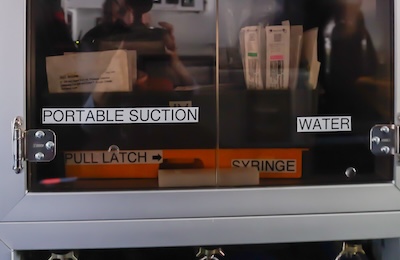 PORTABLE SUCTION
WATER
PULL LATCH →
SYRINGE